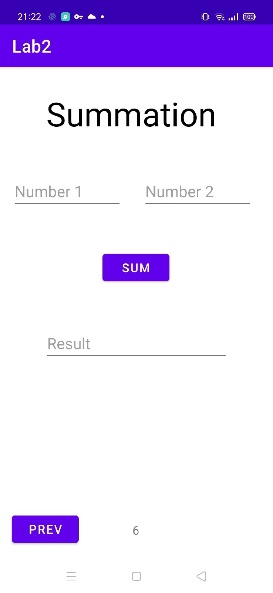 21:22
Lab2
Summation
Number 1 Number 2
SUM
Result
PREV 6